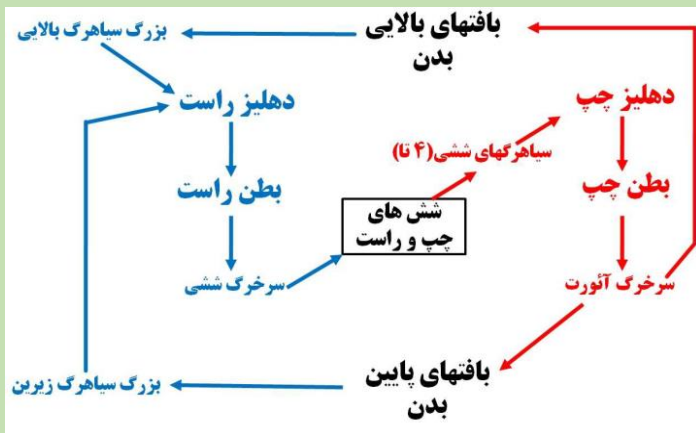 بافتهای بالایی
بدن
بزرگ سیاهرگ بالایی
دهلیز چپ
دهلیز راست
سیاهرگهای ششی(۴ تا)
بطن چپ
بطن راست
شش های
چپ و راست
سرخرگ آئورت
سرخرگ ششی
بافتهای پایین
بدن
بزرگ سیاهرگ زیرین